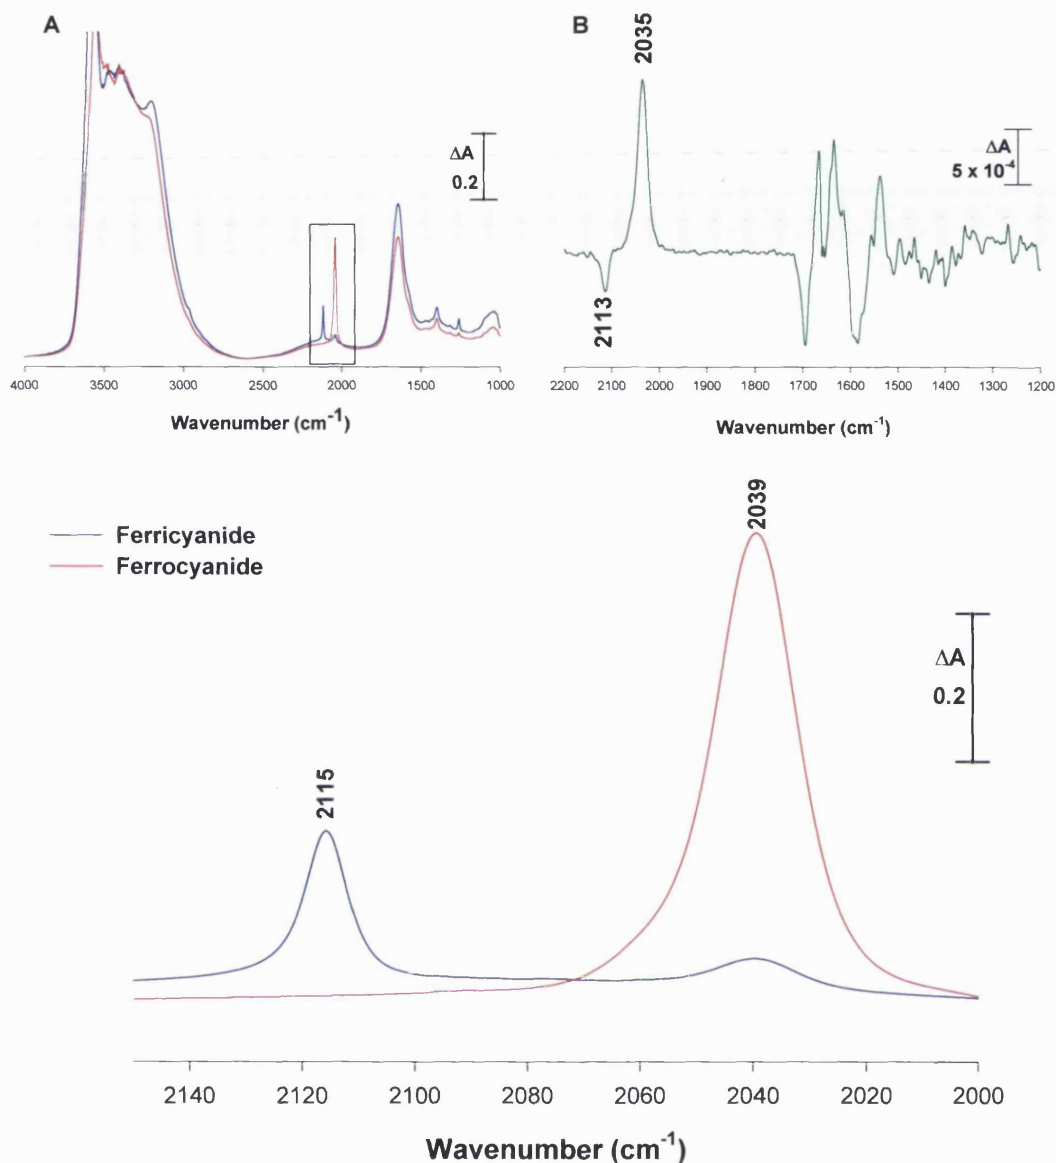 A
ΔA
0.2
4000 3500 3000 2500 2000 1500 1000
Wavenumber (cm⁻¹)
B
2035
2113
ΔA
5 x 10⁻⁴
2200 2100 2000 1900 1800 1700 1600 1500 1400 1300 1200
Wavenumber (cm⁻¹)
Ferricyanide
Ferrocyanide
2115
2039
ΔA
0.2
2140 2120 2100 2080 2060 2040 2020 2000
Wavenumber (cm⁻¹)